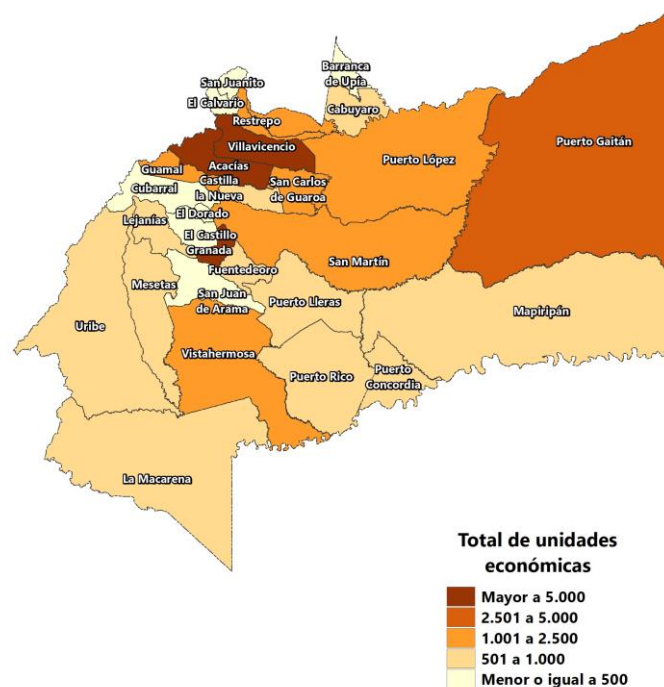 San Juanito
El Calvario
Restrepo
Barranca
de Upía
Cabuyaro
Villavicencio
Puerto López
Puerto Gaitán
Acacías
Guamal
Castilla
la Nueva
San Carlos
de Guaroa
Cubarral
El Dorado
Lejanías
El Castillo
Granada
Fuentedeoro
San Martín
Mesetas
San Juan
de Arama
Puerto Lleras
Mapiripán
Uribe
Vistahermosa
Puerto Rico
Puerto
Concordia
La Macarena
Total de unidades
económicas
Mayor a 5.000
2.501 a 5.000
1.001 a 2.500
501 a 1.000
Menor o igual a 500